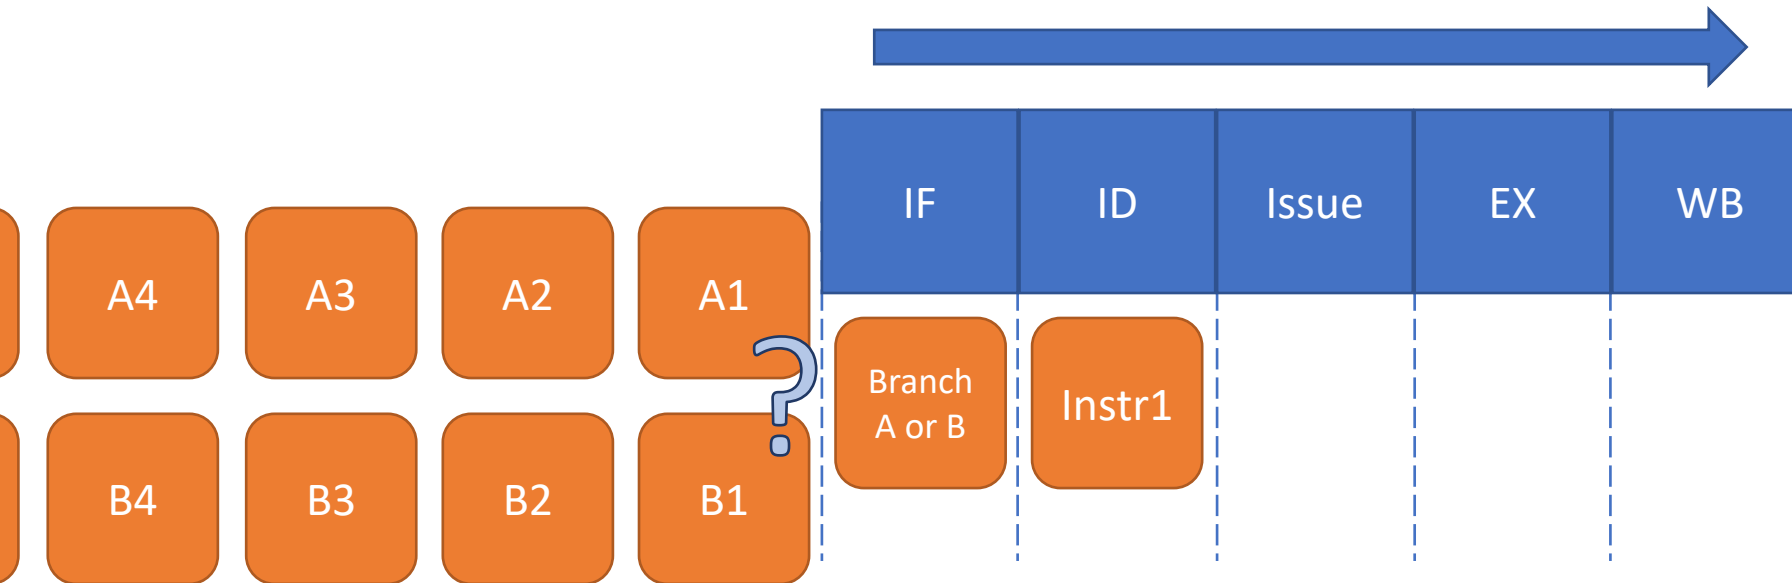 IF
ID
Issue
EX
WB
A4
A3
A2
A1
?
Branch
A or B
Instr1
B4
B3
B2
B1